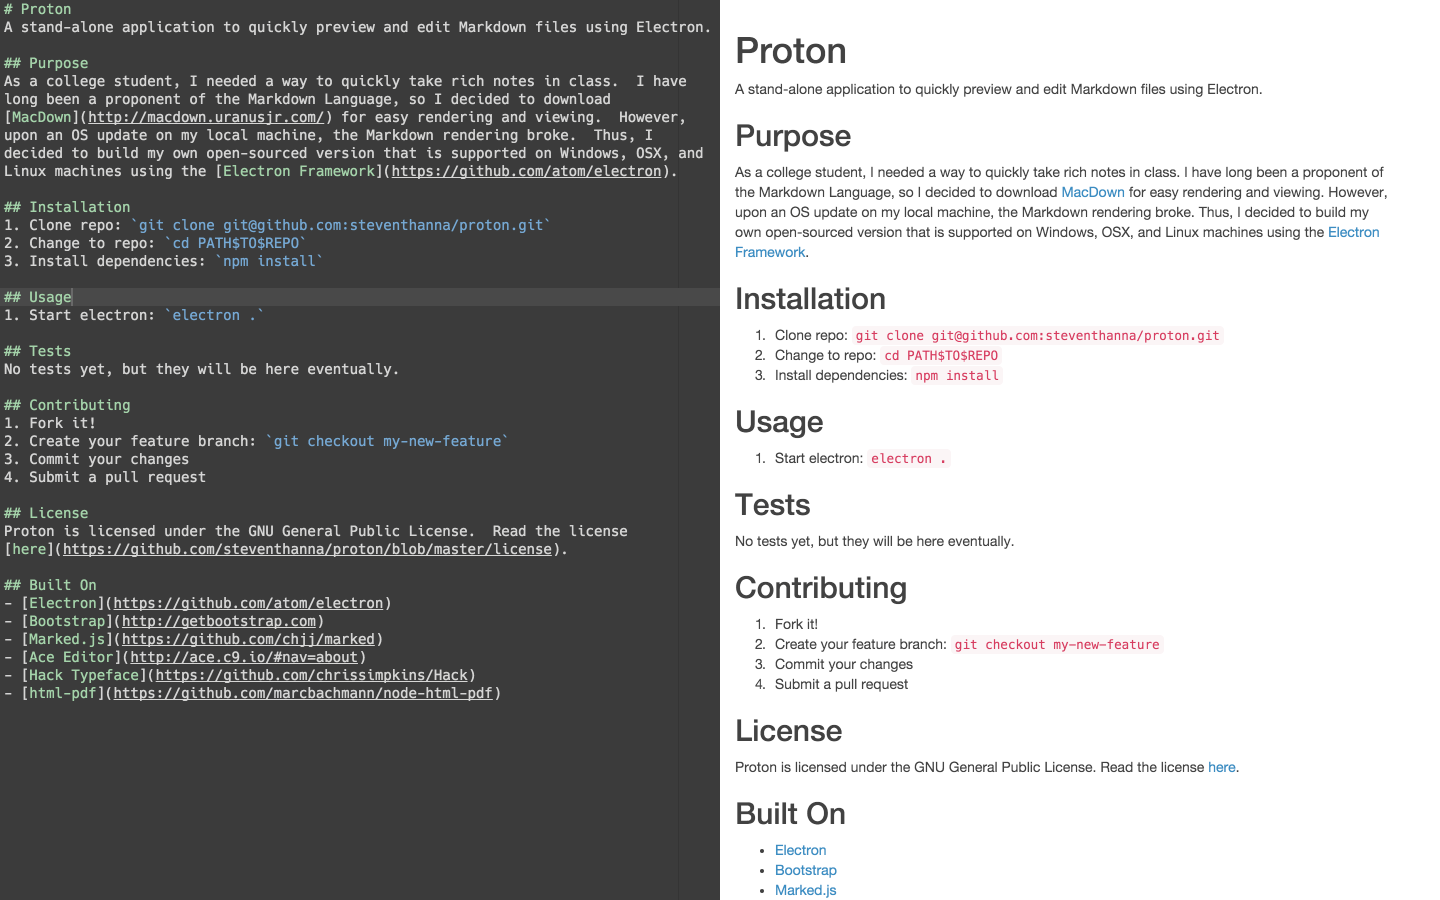 # Proton
A stand-alone application to quickly preview and edit Markdown files using Electron.
## Purpose
As a college student, I needed a way to quickly take rich notes in class.  I have
long been a proponent of the Markdown Language, so I decided to download
[MacDown](http://macdown.uranusjr.com/) for easy rendering and viewing.  However,
upon an OS update on my local machine, the Markdown rendering broke.  Thus, I
decided to build my own open-sourced version that is supported on Windows, OSX, and
Linux machines using the [Electron Framework](https://github.com/atom/electron).
## Installation
1. Clone repo: `git clone git@github.com:steventhanna/proton.git`
2. Change to repo: `cd PATH$TO$REPO`
3. Install dependencies: `npm install`
## Usage
1. Start electron: `electron .`
## Tests
No tests yet, but they will be here eventually.
## Contributing
1. Fork it!
2. Create your feature branch: `git checkout my-new-feature`
3. Commit your changes
4. Submit a pull request
## License
Proton is licensed under the GNU General Public License.  Read the license
[here](https://github.com/steventhanna/proton/blob/master/license).
## Built On
- [Electron](https://github.com/atom/electron)
- [Bootstrap](http://getbootstrap.com)
- [Marked.js](https://github.com/chjj/marked)
- [Ace Editor](http://ace.c9.io/#nav=about)
- [Hack Typeface](https://github.com/chrissimpkins/Hack)
- [html-pdf](https://github.com/marcbachmann/node-html-pdf)
Proton
A stand-alone application to quickly preview and edit Markdown files using Electron.
Purpose
As a college student, I needed a way to quickly take rich notes in class. I have long been a proponent of
the Markdown Language, so I decided to download MacDown for easy rendering and viewing. However,
upon an OS update on my local machine, the Markdown rendering broke. Thus, I decided to build my
own open-sourced version that is supported on Windows, OSX, and Linux machines using the Electron
Framework.
Installation
1. Clone repo: git clone git@github.com:steventhanna/proton.git
2. Change to repo: cd PATH$TO$REPO
3. Install dependencies: npm install
Usage
1. Start electron: electron .
Tests
No tests yet, but they will be here eventually.
Contributing
1. Fork it!
2. Create your feature branch: git checkout my-new-feature
3. Commit your changes
4. Submit a pull request
License
Proton is licensed under the GNU General Public License. Read the license here.
Built On
• Electron
• Bootstrap
• Marked.js